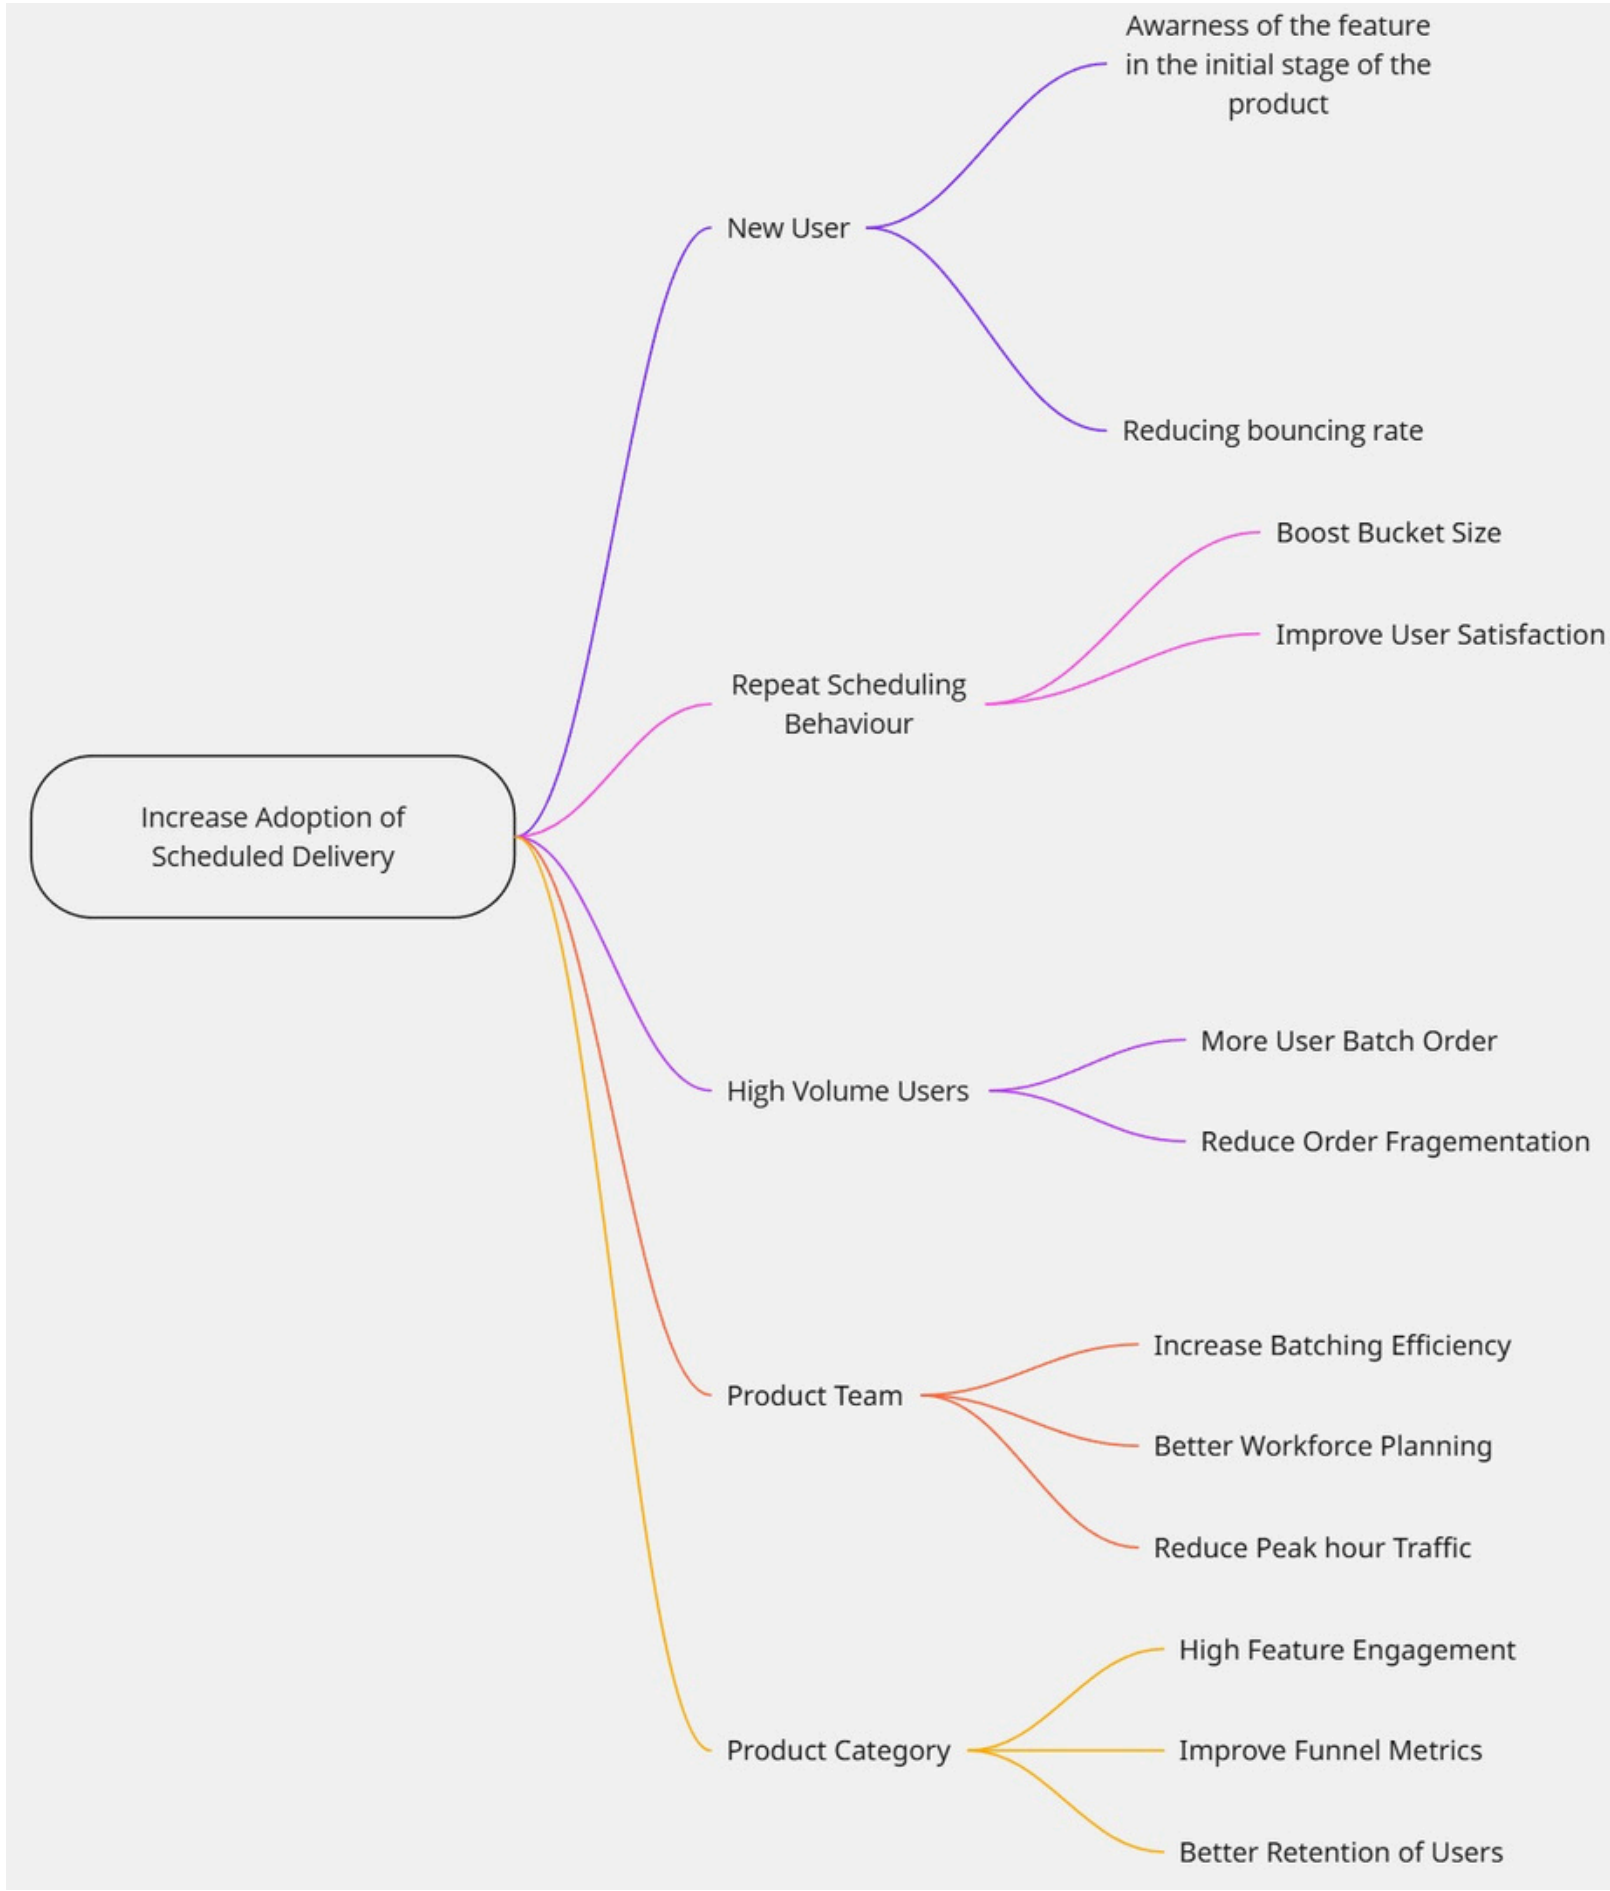 Awarness of the feature
in the initial stage of the
product
New User
Reducing bouncing rate
Boost Bucket Size
Improve User Satisfaction
Repeat Scheduling
Behaviour
Increase Adoption of
Scheduled Delivery
More User Batch Order
High Volume Users
Reduce Order Fragementation
Increase Batching Efficiency
Product Team
Better Workforce Planning
Reduce Peak hour Traffic
High Feature Engagement
Product Category
Improve Funnel Metrics
Better Retention of Users